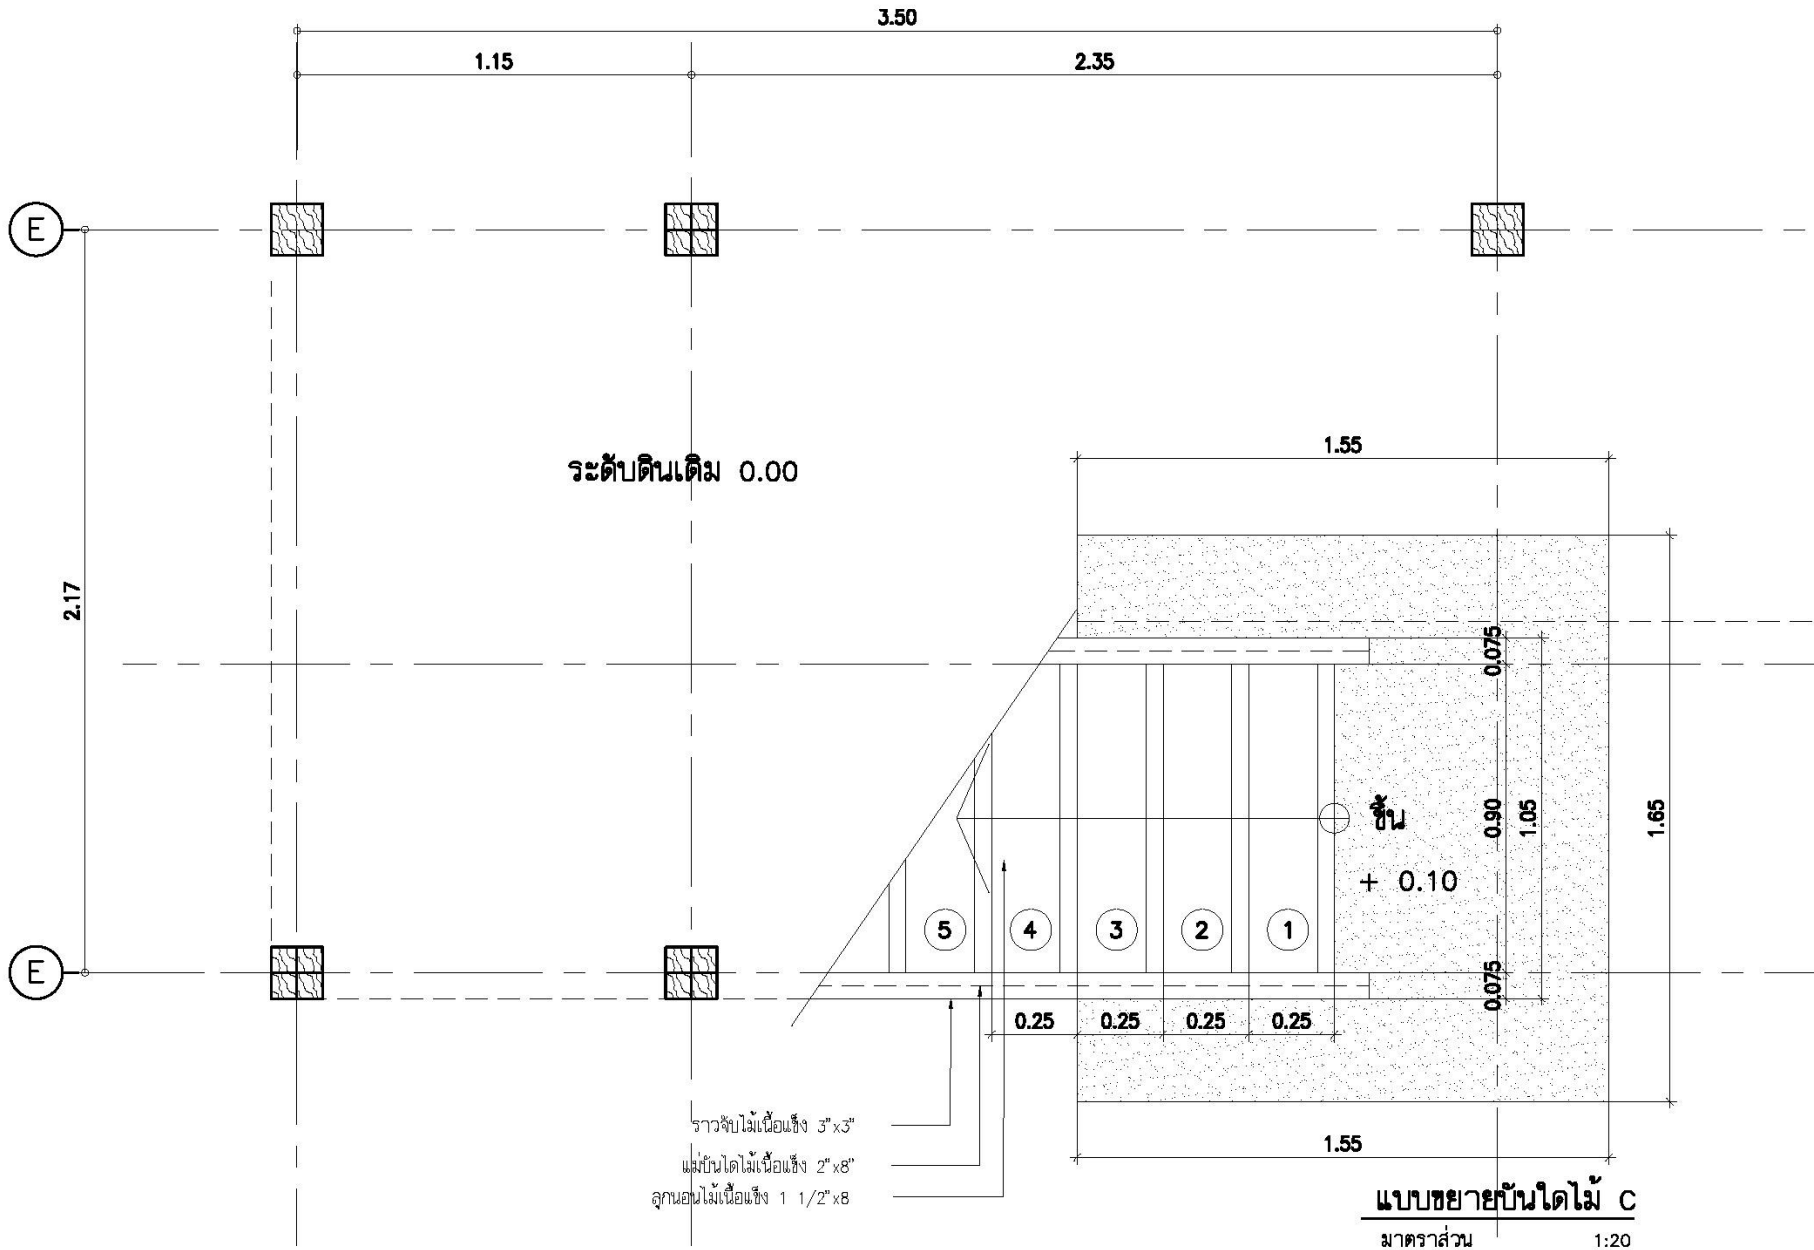 3.50
1.15
2.35
E
2.17
ระดับดินเดิม 0.00
1.55
0.075
0.90
1.05
1.65
ขึ้น
+ 0.10
5
4
3
2
1
E
0.075
0.25
0.25
0.25
0.25
ราวจับไม้เนื้อแข็ง 3"x3"
แม่บันไดไม้เนื้อแข็ง 2"x8"
ลูกนอนไม้เนื้อแข็ง 1 1/2"x8
1.55
แบบขยายบันใดไม้ C
มาตราส่วน 1:20